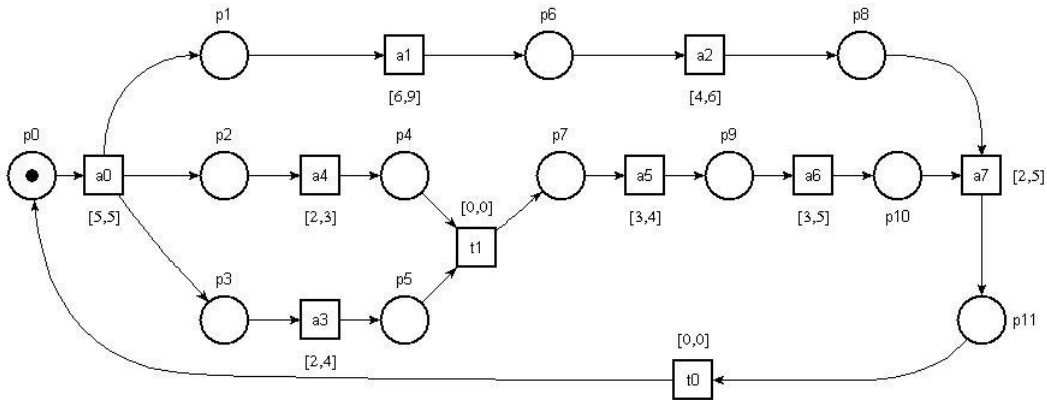 p1
p6
p8
a1
a2
[6,9]
[4,6]
p0
p2
p4
p7
p9
a0
a4
a5
a6
a7
[2,5]
[5,5]
[2,3]
[0,0]
[3,4]
[3,5]
p10
t1
p3
p5
a3
p11
[2,4]
[0,0]
t0